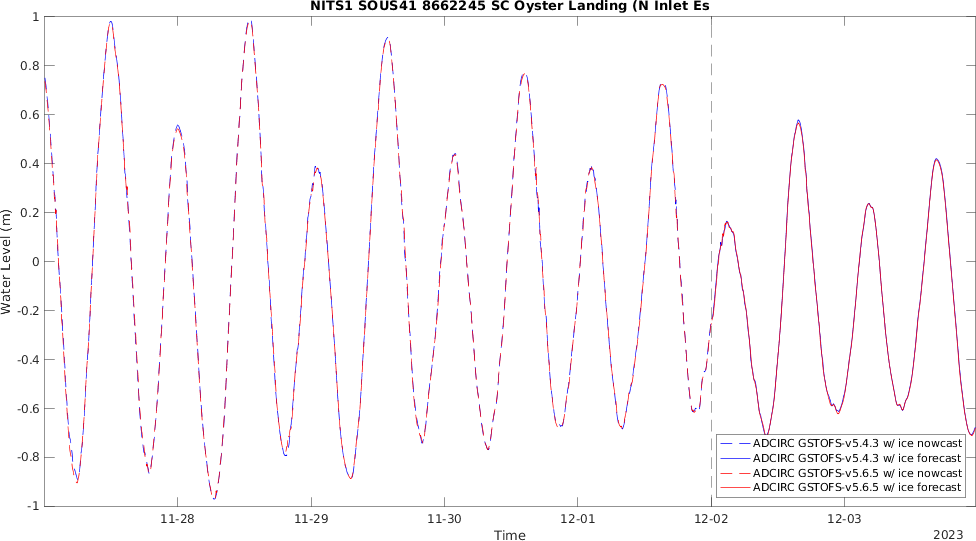 NITS1 SOUS41 8662245 SC Oyster Landing (N Inlet Es
1
0.8
0.6
0.4
0.2
0
-0.2
-0.4
-0.6
-0.8
-1
Water Level (m)
11-28
11-29
11-30
12-01
12-02
12-03
Time
2023
ADCIRC GSTOFS-v5.4.3 w/ ice nowcast
ADCIRC GSTOFS-v5.4.3 w/ ice forecast
ADCIRC GSTOFS-v5.6.5 w/ ice nowcast
ADCIRC GSTOFS-v5.6.5 w/ ice forecast